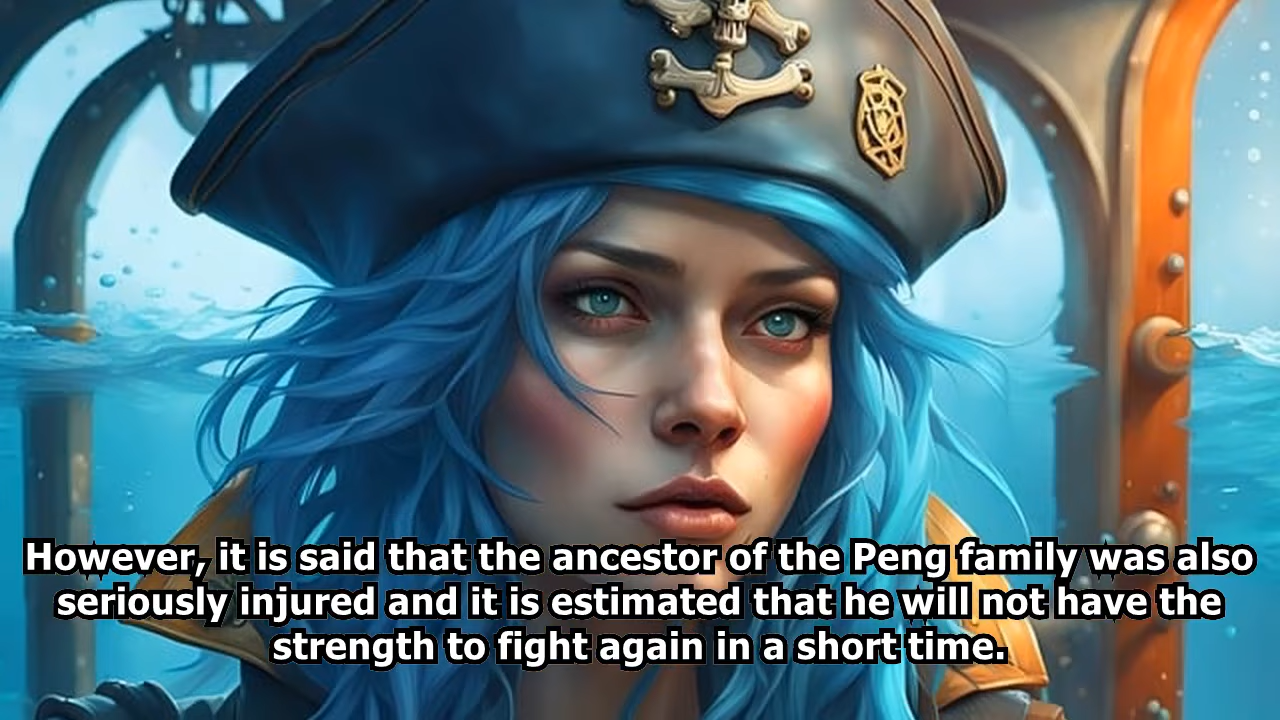 However, it is said that the ancestor of the Peng family was also
seriously injured and it is estimated that he will not have the
strength to fight again in a short time.